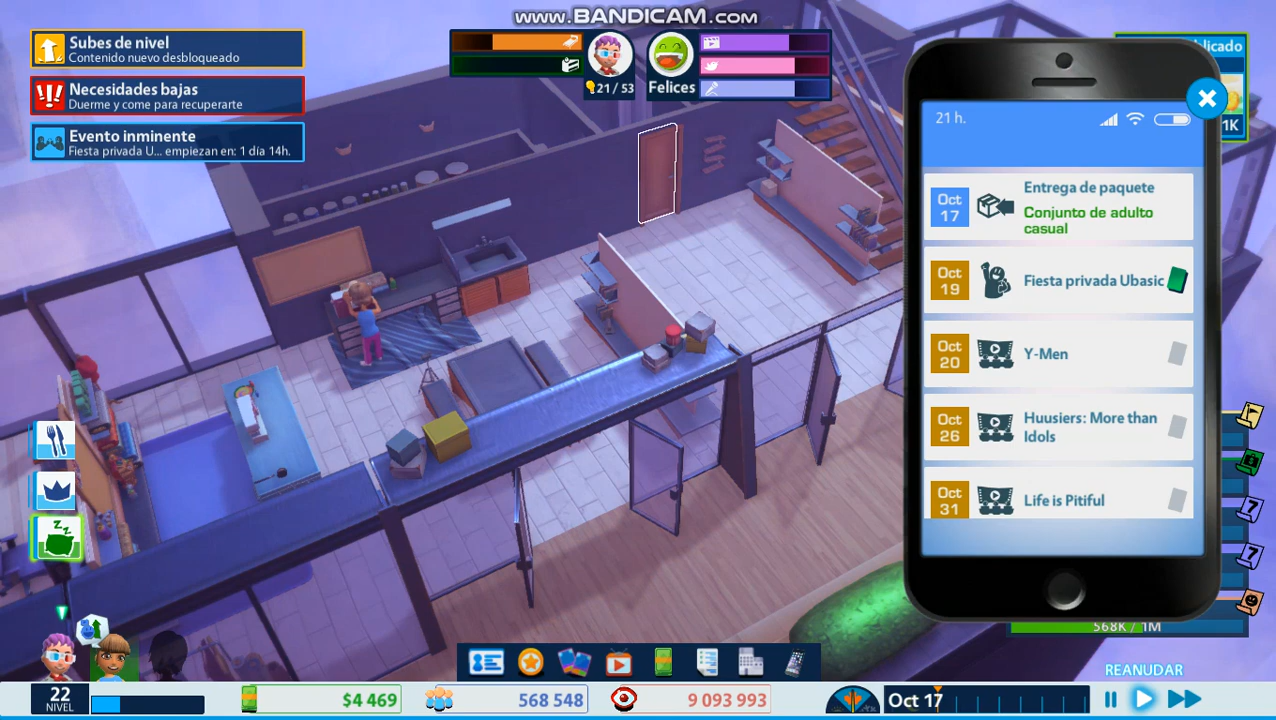 www.BANDICAM.com
Subes de nivel
Contenido nuevo desbloqueado
Necesidades bajas
Duerme y come para recuperarte
Evento inminente
Fiesta privada U... empiezan en: 1 día 14h.
21 / 53
Felices
blicado
1K
21 h.
Oct
17
Entrega de paquete
Conjunto de adulto
casual
Oct
19
Fiesta privada Ubasic
Oct
20
Y-Men
Oct
26
Huusiers: More than
Idols
Oct
31
Life is Pitiful
568K / 1M
REANUDAR
22
NIVEL
$4 469
568 548
9 093 993
Oct 17